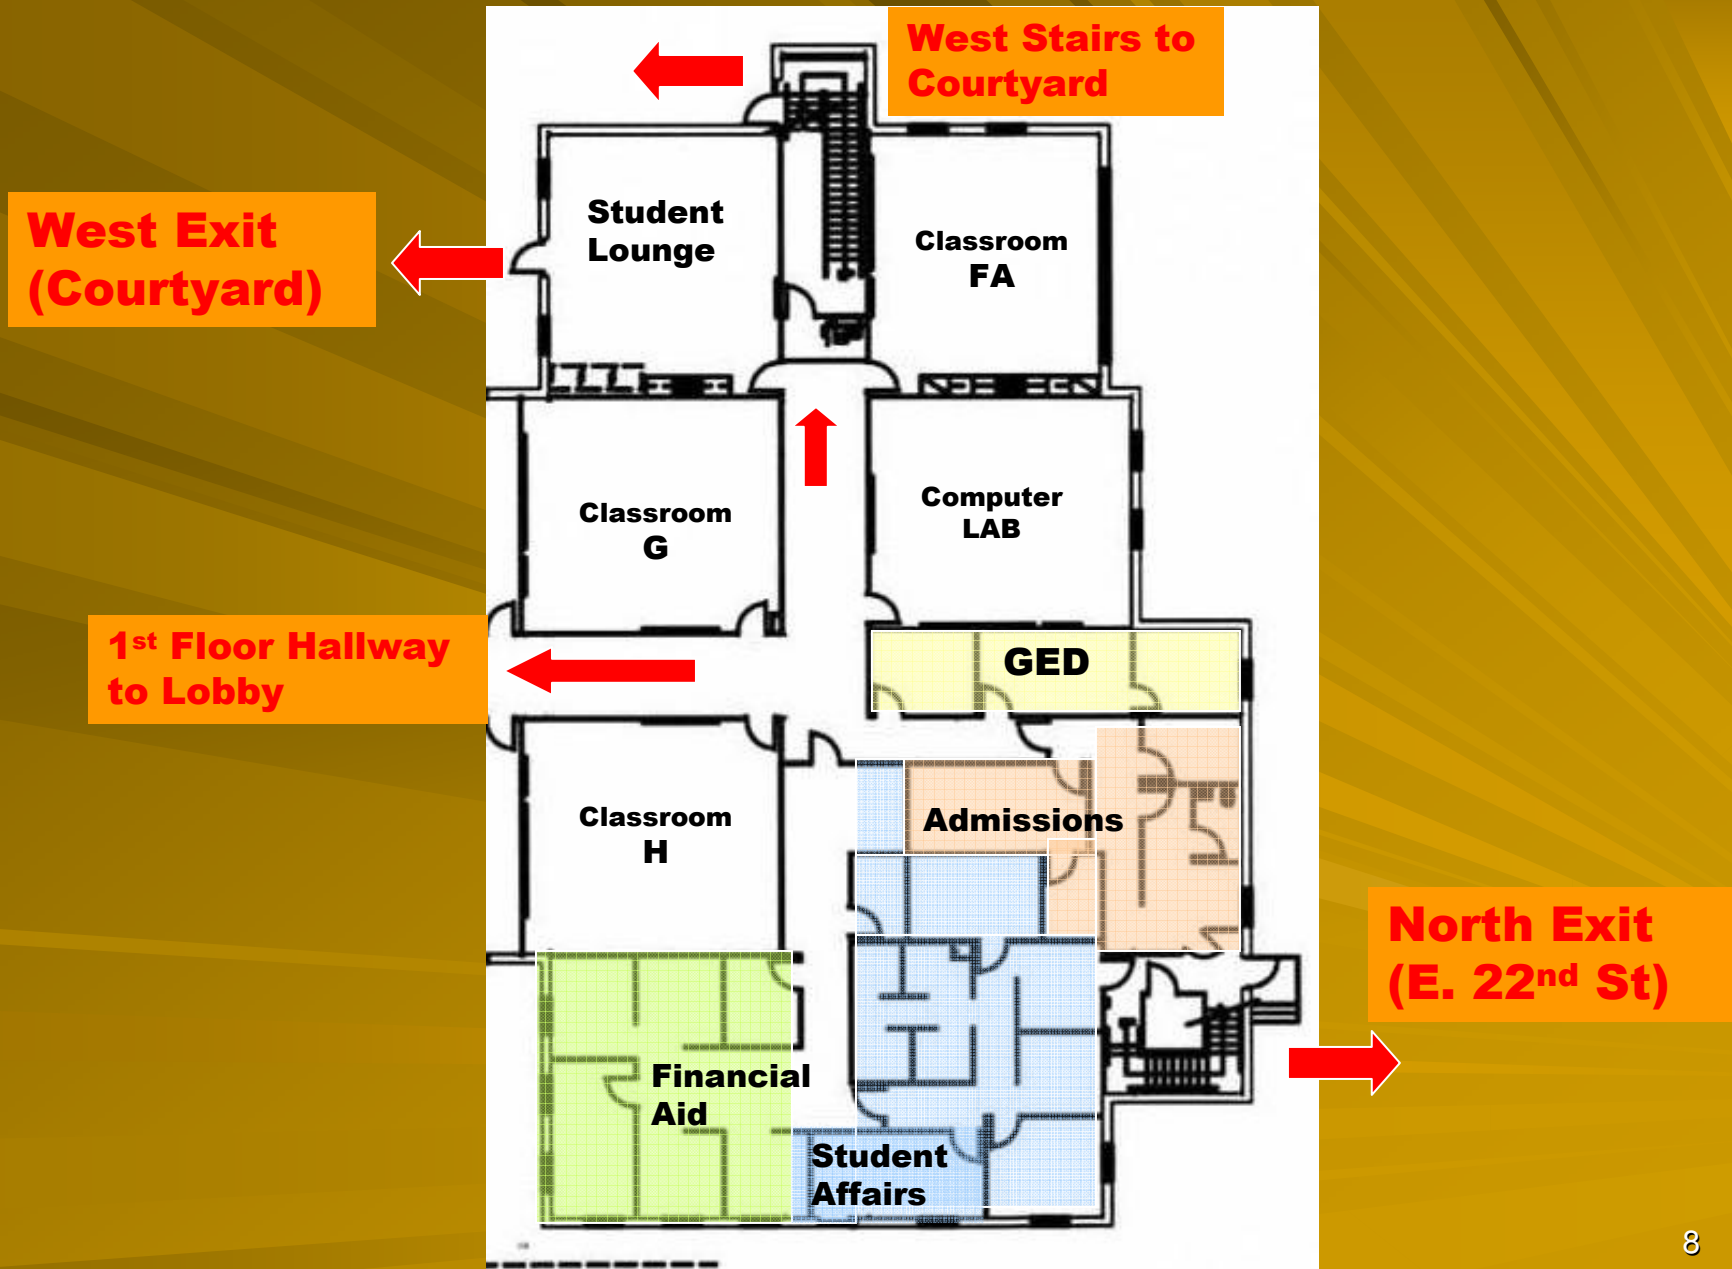 West Stairs to
Courtyard
West Exit
(Courtyard)
Student
Lounge
Classroom
FA
Classroom
G
Computer
LAB
1st Floor Hallway
to Lobby
GED
Classroom
H
Admissions
North Exit
(E. 22nd St)
Financial
Aid
Student
Affairs
8